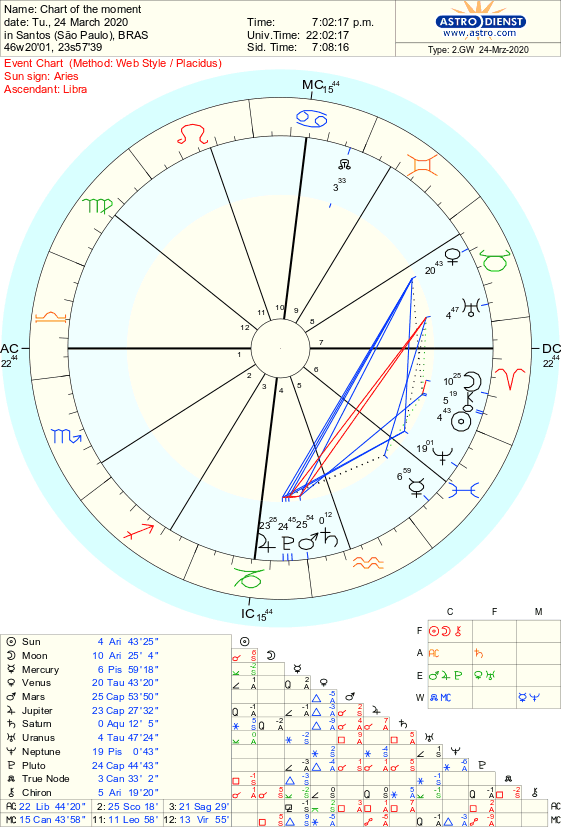 Name: Chart of the moment
date: Tu., 24 March 2020
in Santos (São Paulo), BRAS
46w20'01, 23s57'39
Time: 7:02:17 p.m.
Univ.Time: 22:02:17
Sid. Time: 7:08:16
ASTRO DIENST
www.astro.com
Type: 2.GW 24-Mrz-2020
Event Chart (Method: Web Style / Placidus)
Sun sign: Aries
Ascendant: Libra
MC 15 44
3 33
20 43
4 47
AC 22 44
DC 22 44
10 25
5 19
4 43
19 01
6 59
23 28 24 45 25 54 0 12
IC 15 44
1 2 3 4 5 6 7 8 9 10 11 12
C F M
F
A AC
E
W MC
Sun 4 Ari 43'25"
Moon 10 Ari 25' 4"
Mercury 6 Pis 59'18"
Venus 20 Tau 43'20"
Mars 25 Cap 53'50"
Jupiter 23 Cap 27'32"
Saturn 0 Aqu 12' 5"
Uranus 4 Tau 47'24"
Neptune 19 Pis 0'43"
Pluto 24 Cap 44'43"
True Node 3 Can 33' 2"
Chiron 5 Ari 19'20"
AC 22 Lib 44'20" 2: 25 Sco 18' 3: 21 Sag 29'
MC 15 Can 43'58" 11: 11 Leo 58' 12: 13 Vir 55'